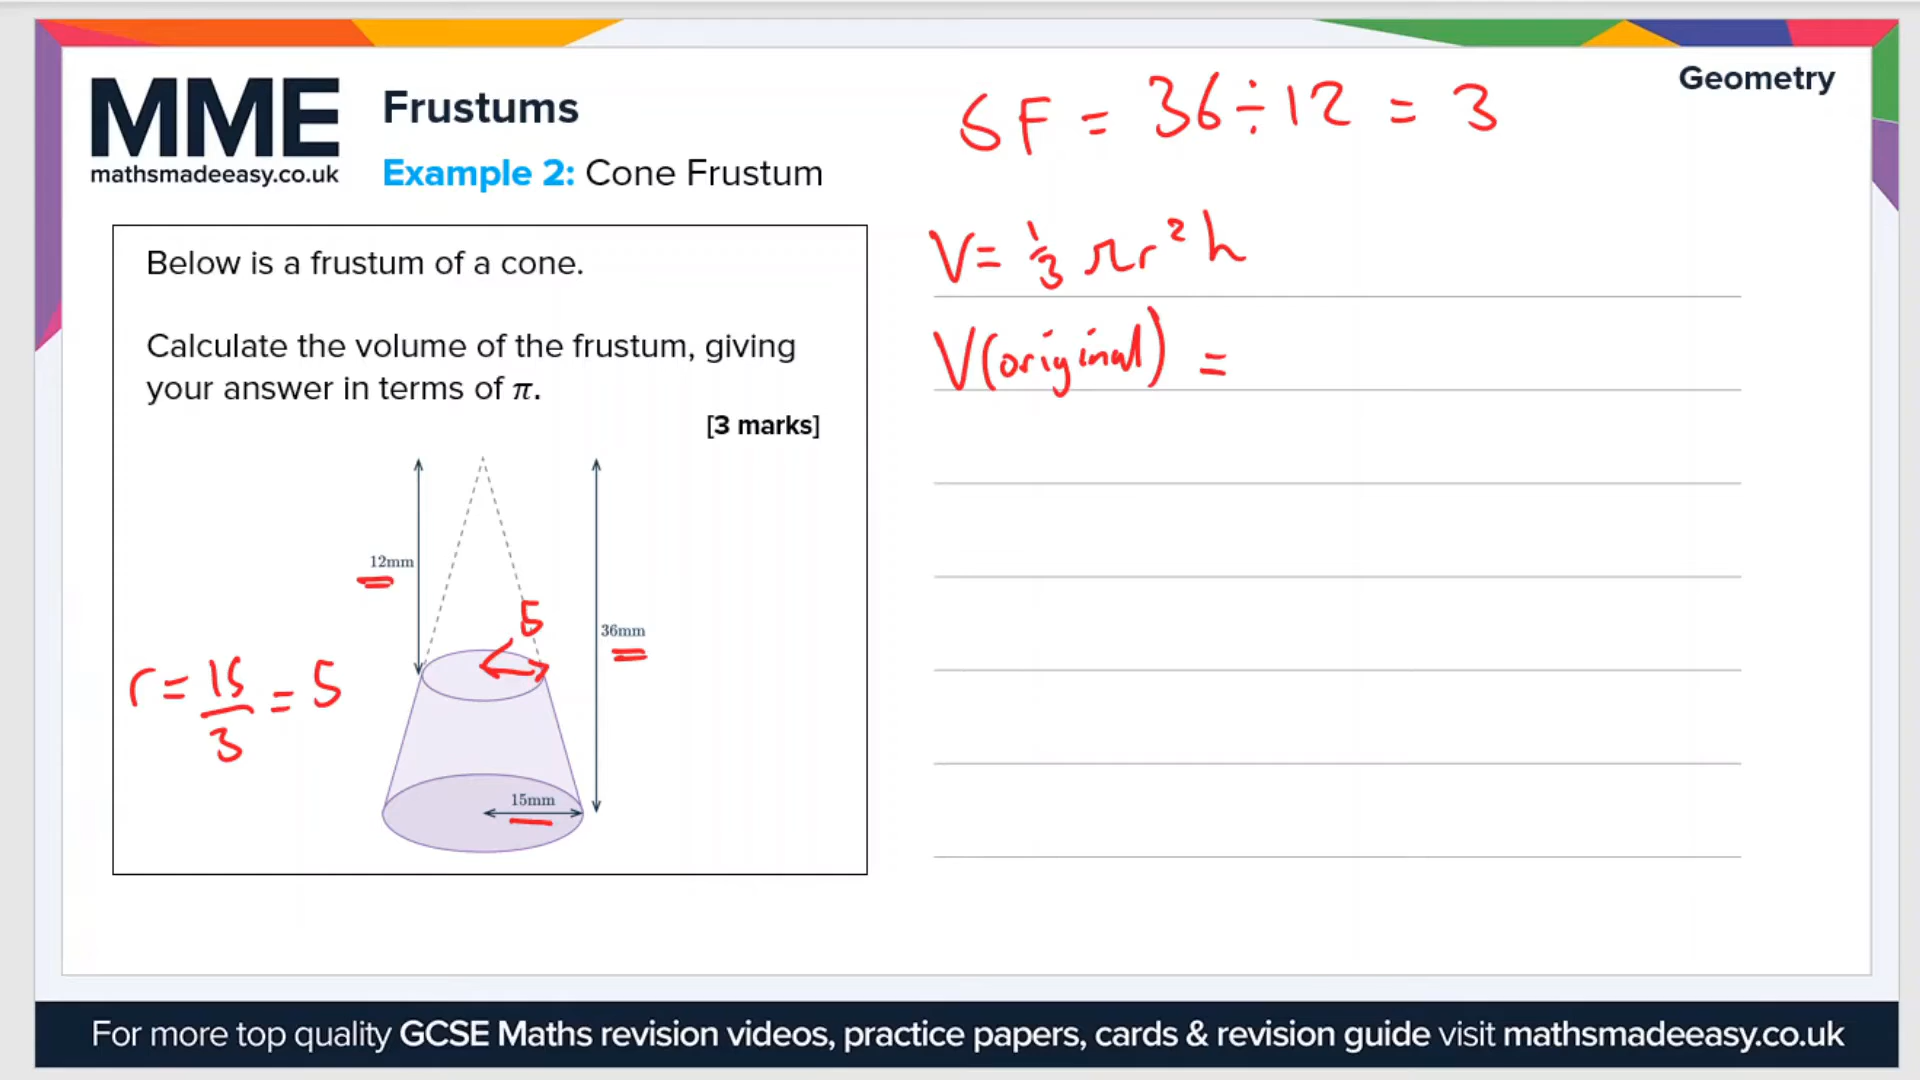 MME
mathsmadeeasy.co.uk
Frustums
Example 2: Cone Frustum
Geometry
Below is a frustum of a cone.
Calculate the volume of the frustum, giving
your answer in terms of π.
[3 marks]
12mm
5
36mm
r = 15/3 = 5
15mm
SF = 36 ÷ 12 = 3
V = 1/3 πr²h
V(original) =
For more top quality GCSE Maths revision videos, practice papers, cards & revision guide visit mathsmadeeasy.co.uk